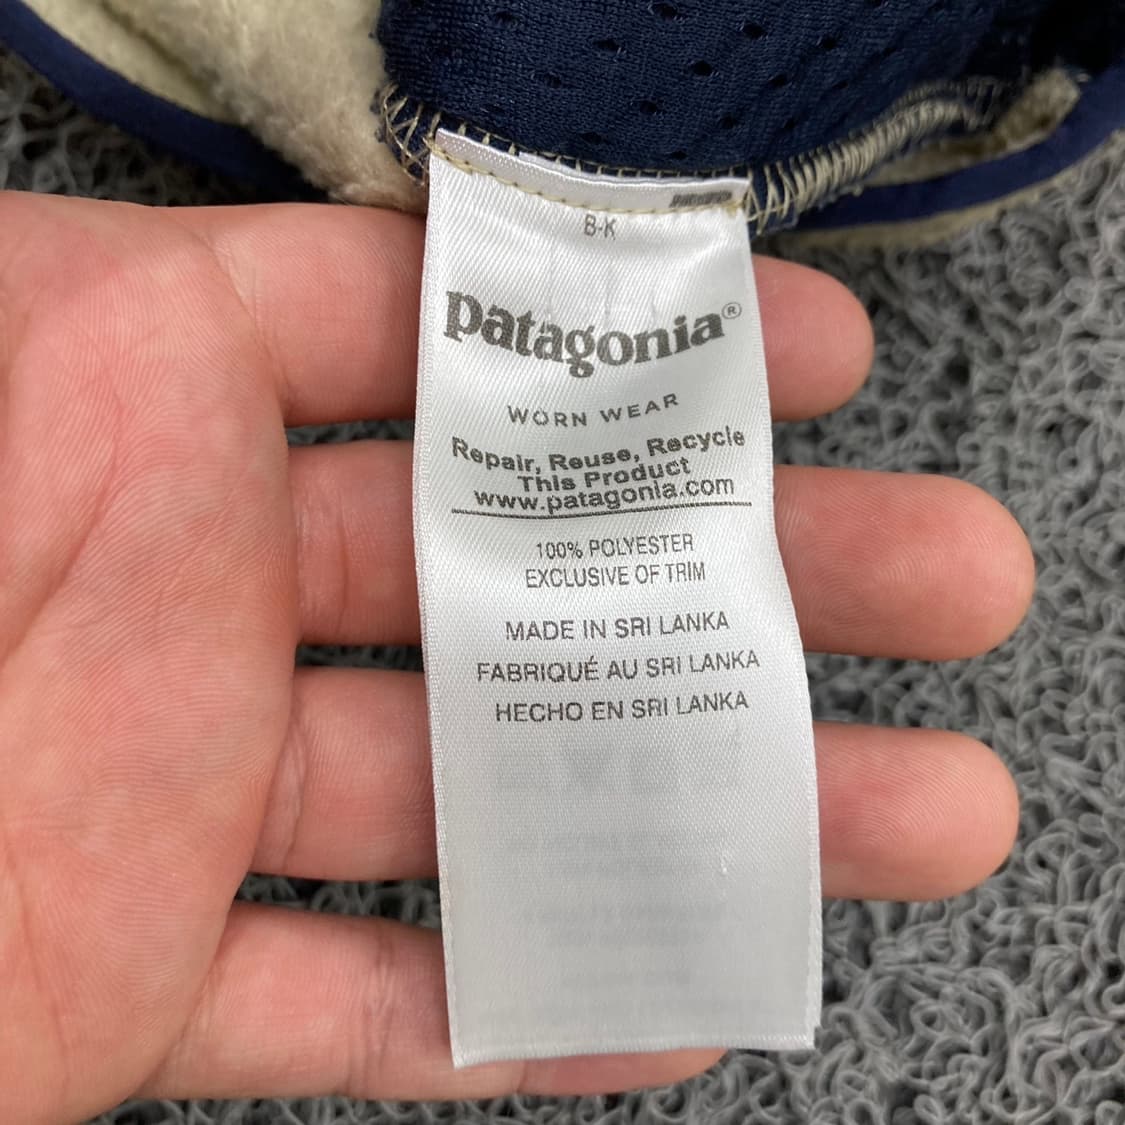 B-K
patagonia®
WORN WEAR
Repair, Reuse, Recycle
This Product
www.patagonia.com
100% POLYESTER
EXCLUSIVE OF TRIM
MADE IN SRI LANKA
FABRIQUÉ AU SRI LANKA
HECHO EN SRI LANKA